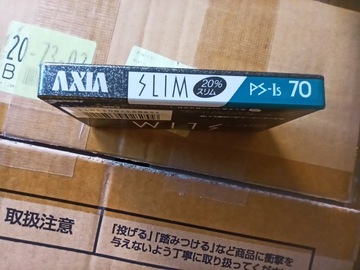 20-
B
AXIA SLIM 20% スリム PS-Is 70
SLIM
取扱注意
「投げる」「踏みつける」など商品に衝撃を
与えないよう丁寧に取り扱ってください